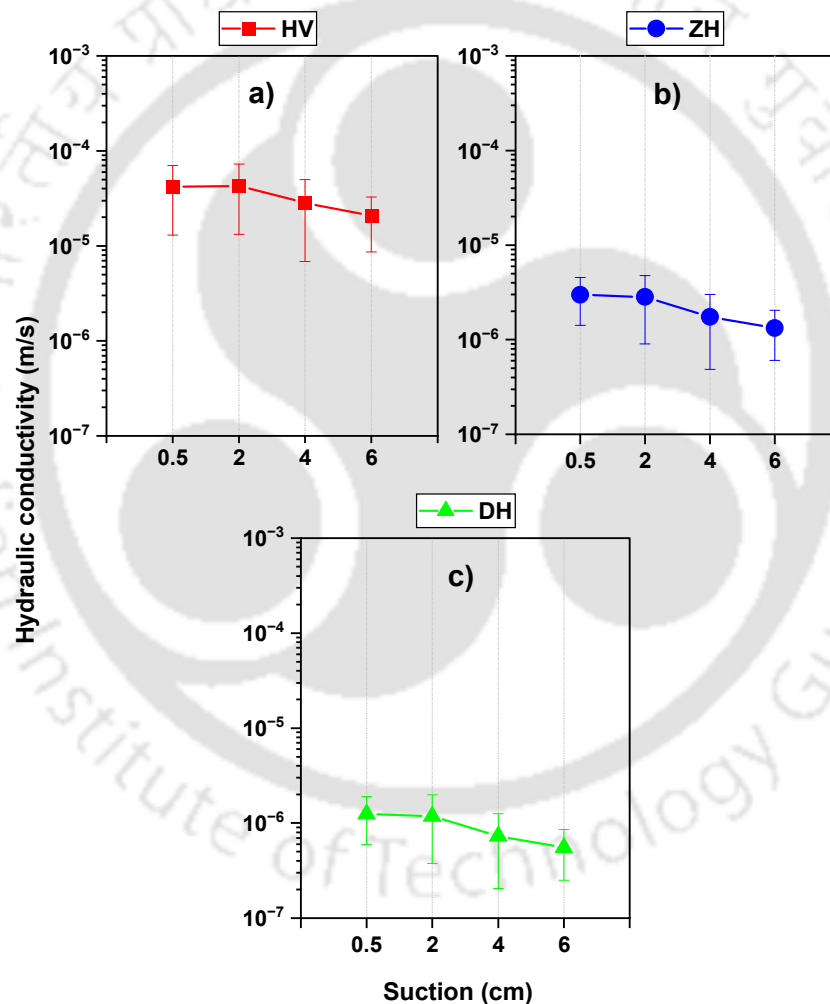 HV
a)
10⁻³
10⁻⁴
10⁻⁵
10⁻⁶
10⁻⁷
0.5 2 4 6
ZH
b)
10⁻³
10⁻⁴
10⁻⁵
10⁻⁶
10⁻⁷
0.5 2 4 6
Hydraulic conductivity (m/s)
DH
c)
10⁻³
10⁻⁴
10⁻⁵
10⁻⁶
10⁻⁷
0.5 2 4 6
Suction (cm)
Institute of Technology